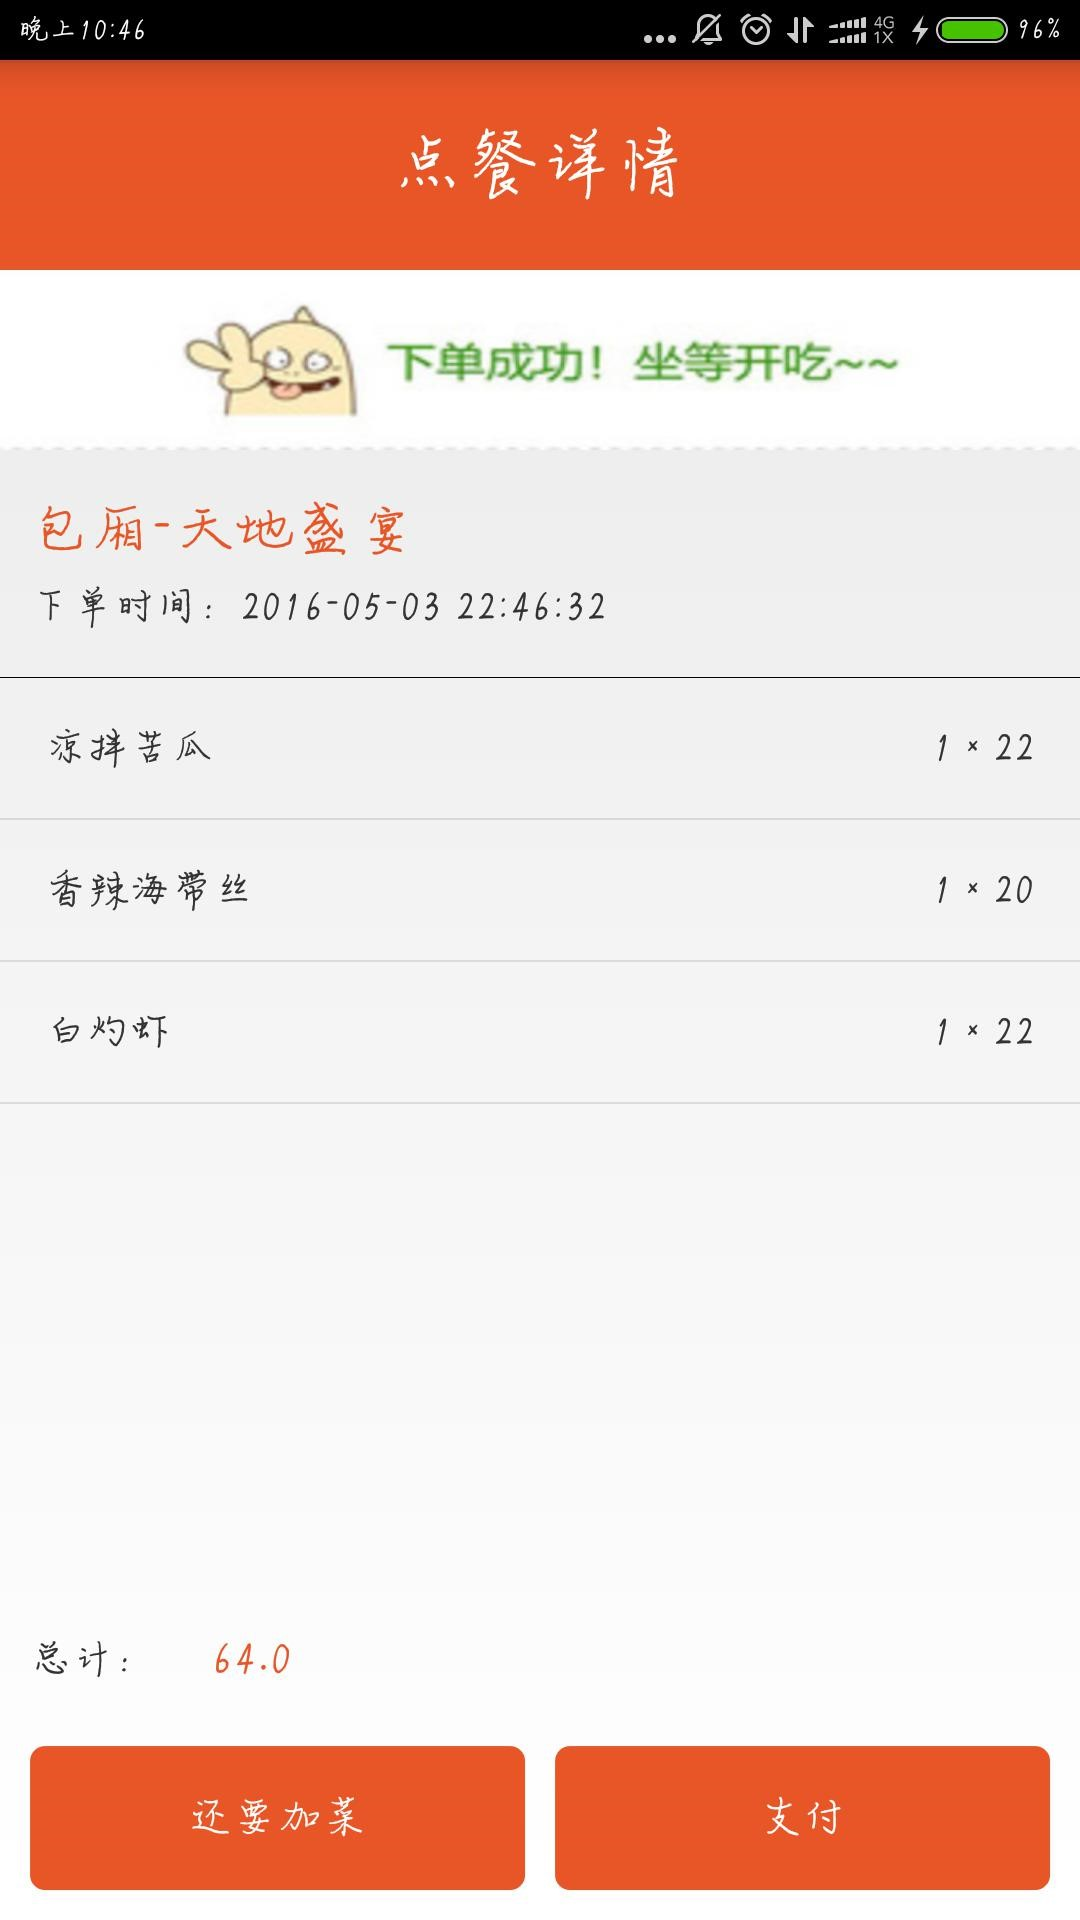 晚上10:46
4G
1X
96%
点餐详情
下单成功！坐等开吃~~
包厢-天地盛宴
下单时间：2016-05-03 22:46:32
凉拌苦瓜 1 × 22
香辣海带丝 1 × 20
白灼虾 1 × 22
总计： 64.0
还要加菜 支付